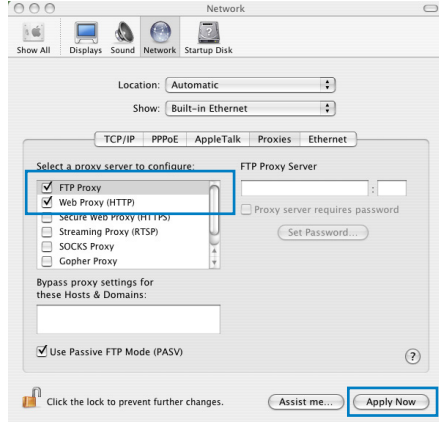 Network
Show All Displays Sound Network Startup Disk
Location: Automatic
Show: Built-in Ethernet
TCP/IP PPPoE AppleTalk Proxies Ethernet
Select a proxy server to configure:
FTP Proxy Server
FTP Proxy
:
Web Proxy (HTTP)
Proxy server requires password
Secure Web Proxy (HTTPS)
Streaming Proxy (RTSP)
Set Password...
SOCKS Proxy
Gopher Proxy
Bypass proxy settings for
these Hosts & Domains:
Use Passive FTP Mode (PASV)
?
Click the lock to prevent further changes.
Assist me...
Apply Now